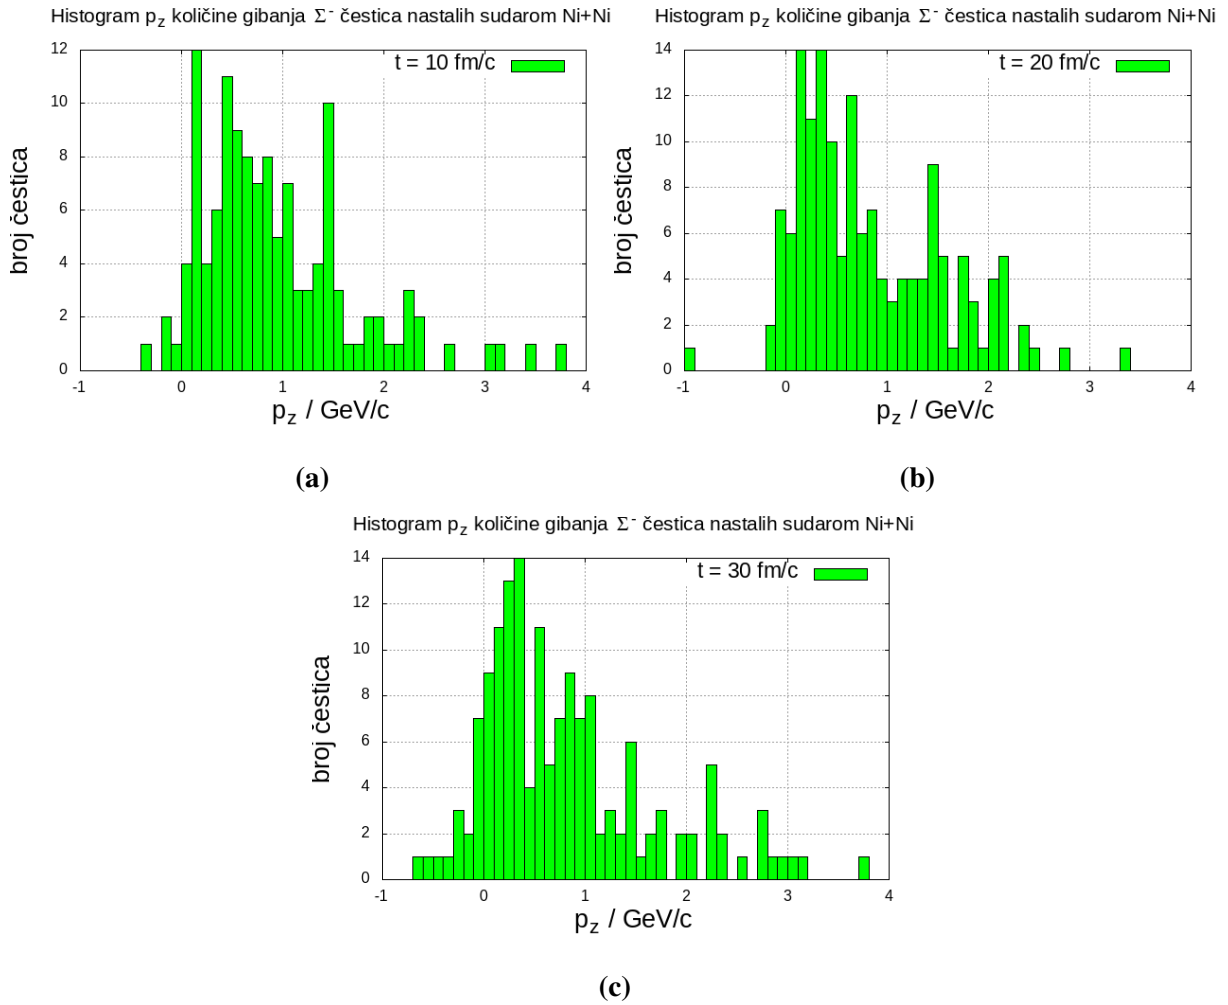 Histogram p_z količine gibanja Σ⁻ čestica nastalih sudarom Ni+Ni
t = 10 fm/c
12
10
8
6
4
2
0
broj čestica
-1 0 1 2 3 4
p_z / GeV/c
(a)
Histogram p_z količine gibanja Σ⁻ čestica nastalih sudarom Ni+Ni
t = 20 fm/c
14
12
10
8
6
4
2
0
broj čestica
-1 0 1 2 3 4
p_z / GeV/c
(b)
Histogram p_z količine gibanja Σ⁻ čestica nastalih sudarom Ni+Ni
t = 30 fm/c
14
12
10
8
6
4
2
0
broj čestica
-1 0 1 2 3 4
p_z / GeV/c
(c)